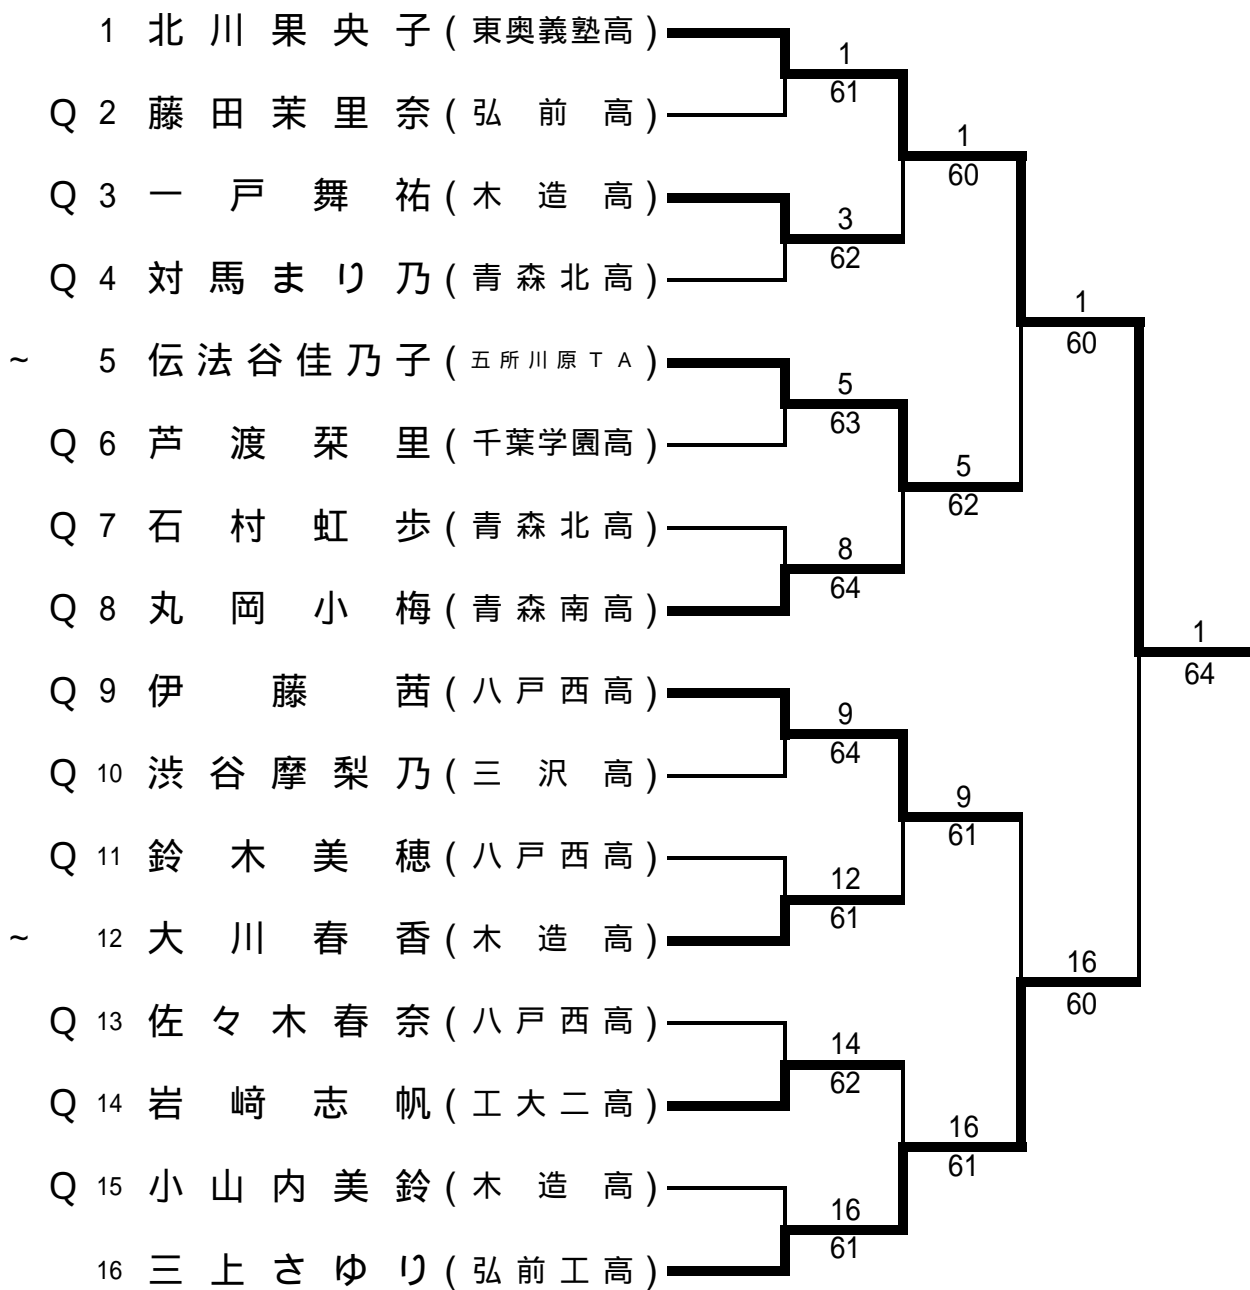 1 北川果央子(東奥義塾高)
Q 2 藤田茉里奈(弘前高)
Q 3 一戸舞祐(木造高)
Q 4 対馬まり乃(青森北高)
~ 5 伝法谷佳乃子(五所川原TA)
Q 6 芦渡栞里(千葉学園高)
Q 7 石村虹歩(青森北高)
Q 8 丸岡小梅(青森南高)
Q 9 伊藤茜(八戸西高)
Q 10 渋谷摩梨乃(三沢高)
Q 11 鈴木美穂(八戸西高)
~ 12 大川春香(木造高)
Q 13 佐々木春奈(八戸西高)
Q 14 岩﨑志帆(工大二高)
Q 15 小山内美鈴(木造高)
16 三上さゆり(弘前工高)
1
61
3
62
5
63
8
64
9
64
12
61
14
62
16
61
1
60
5
62
9
61
16
61
1
60
16
60
1
64